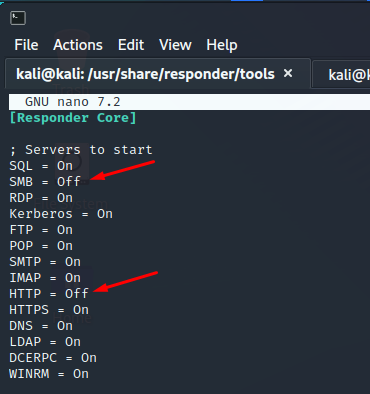 File Actions Edit View Help
kali@kali: /usr/share/responder/tools × kali@
GNU nano 7.2
[Responder Core]
; Servers to start
SQL = On
SMB = Off
RDP = On
Kerberos = On
FTP = On
POP = On
SMTP = On
IMAP = On
HTTP = Off
HTTPS = On
DNS = On
LDAP = On
DCERPC = On
WINRM = On